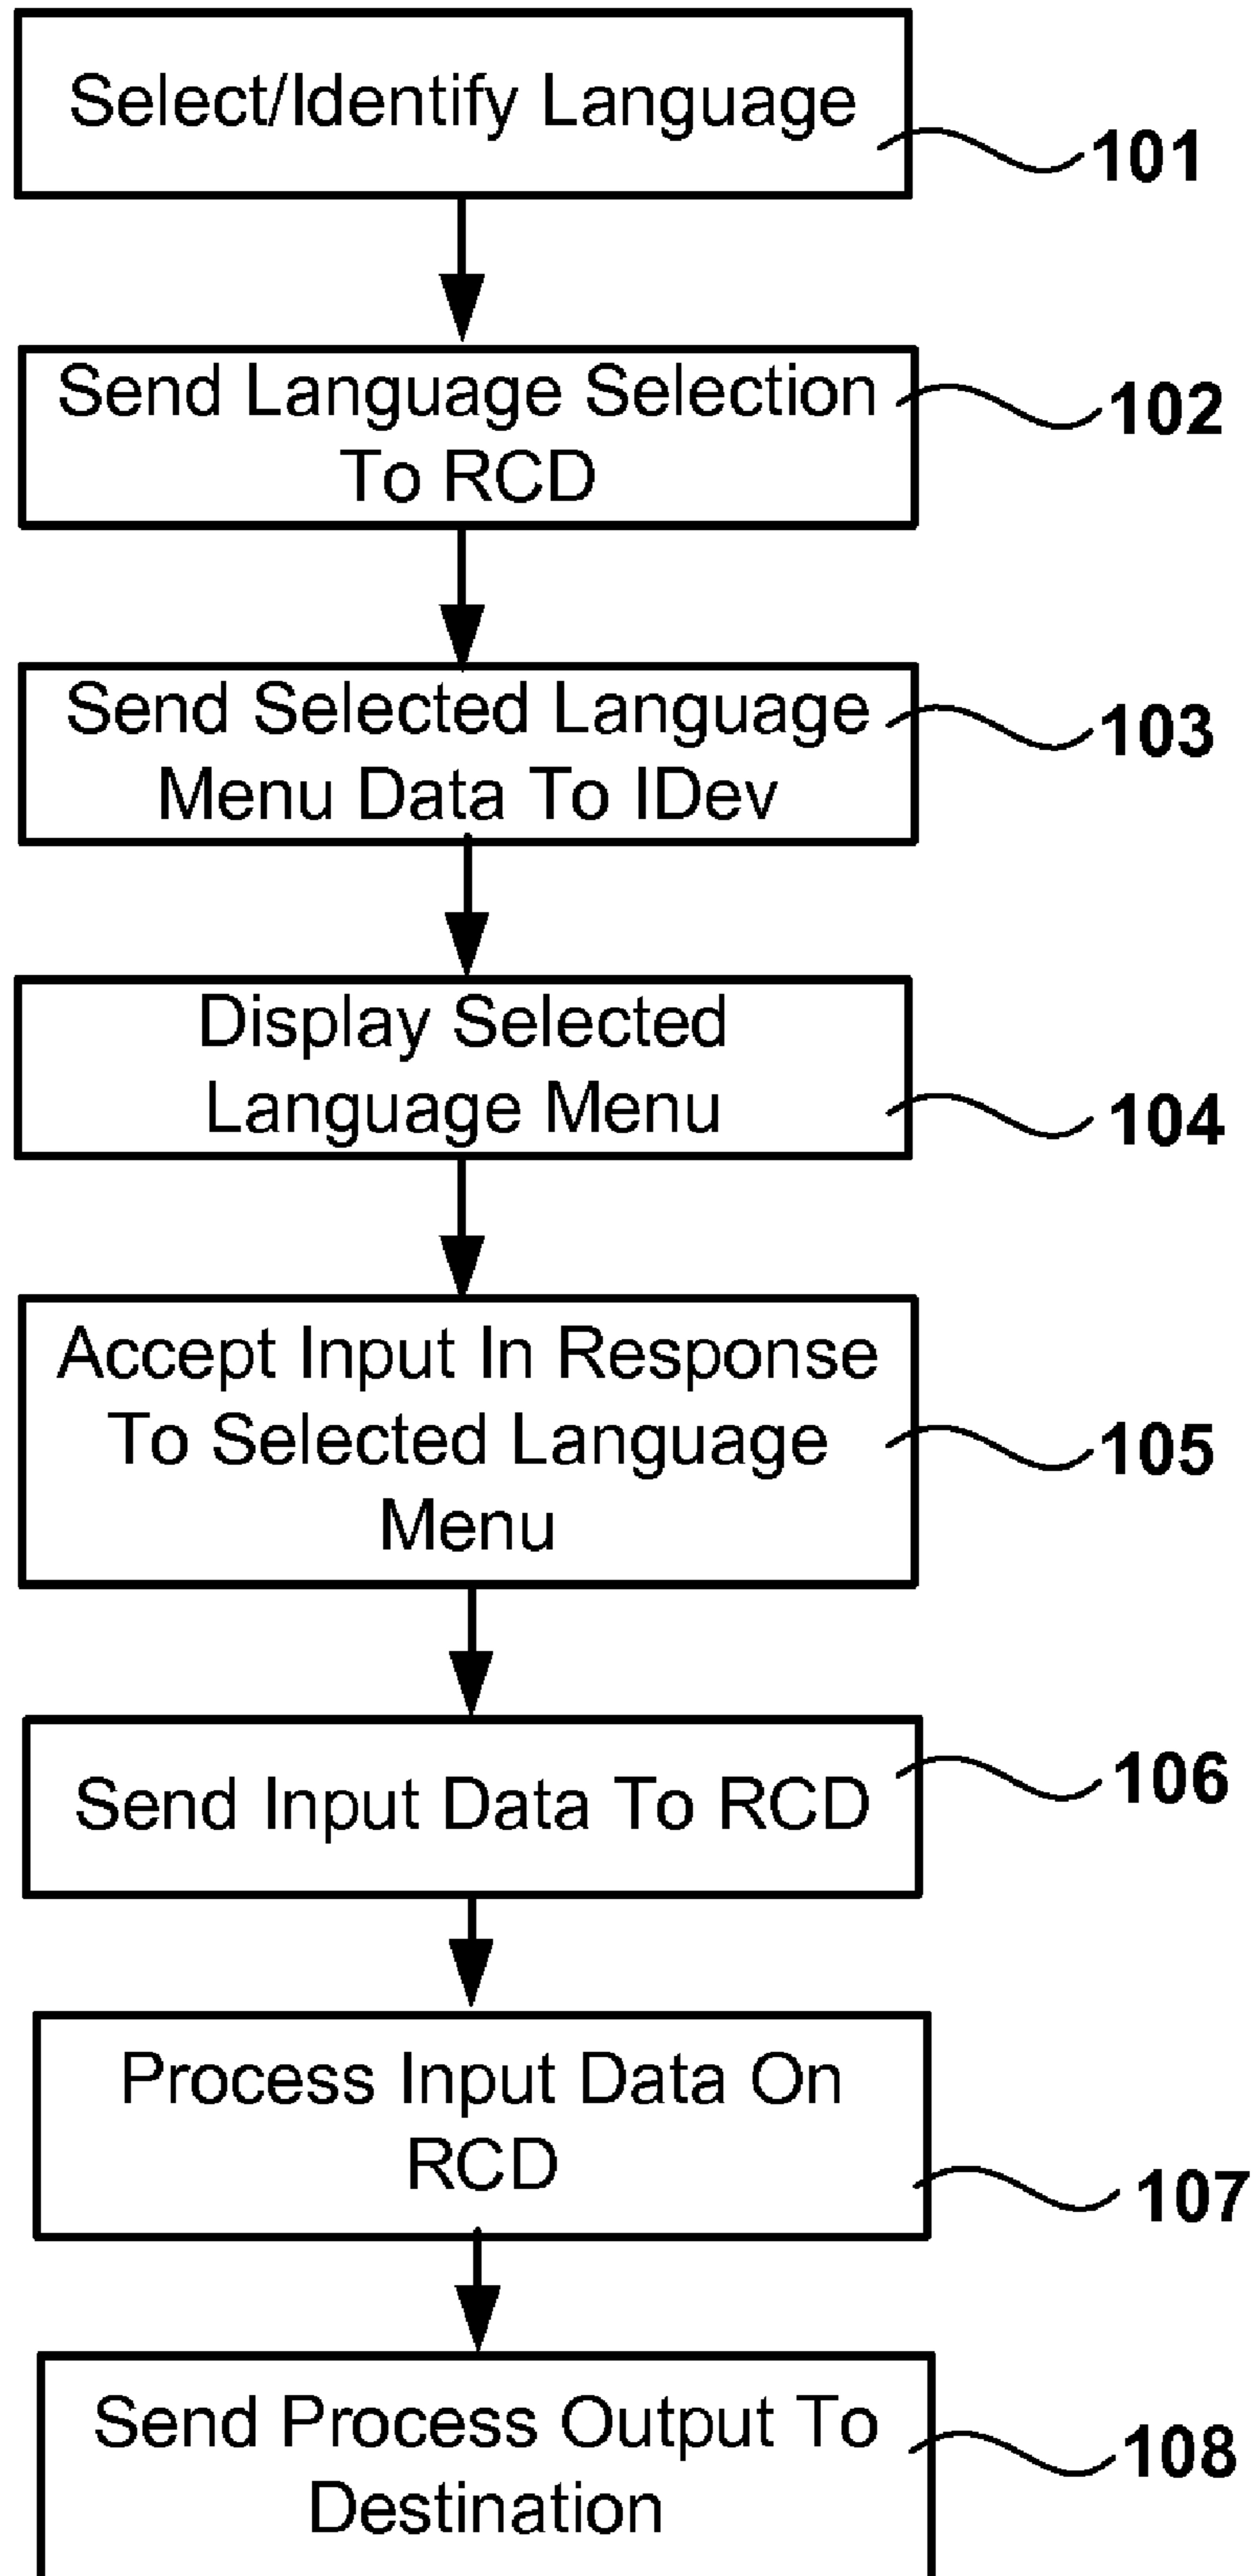 Select/Identify Language
101
Send Language Selection
To RCD
102
Send Selected Language
Menu Data To IDev
103
Display Selected
Language Menu
104
Accept Input In Response
To Selected Language
Menu
105
Send Input Data To RCD
106
Process Input Data On
RCD
107
Send Process Output To
Destination
108